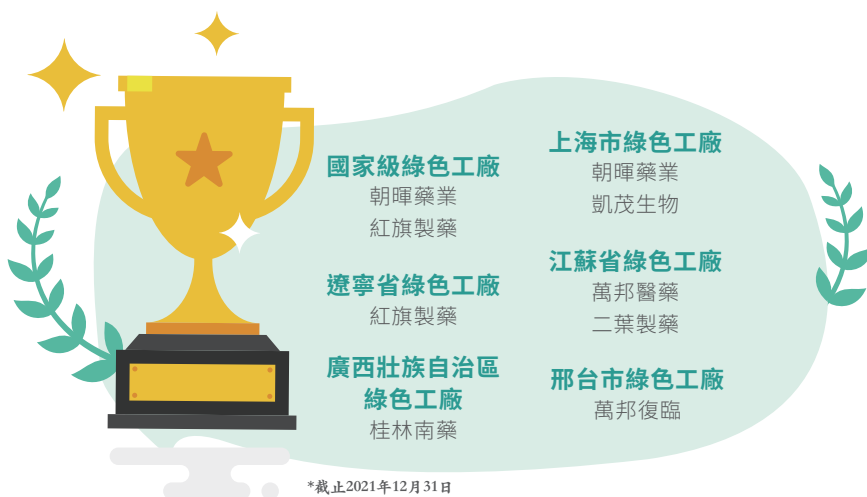 國家級綠色工廠
朝暉藥業
紅旗製藥
遼寧省綠色工廠
紅旗製藥
廣西壯族自治區
綠色工廠
桂林南藥
上海市綠色工廠
朝暉藥業
凱茂生物
江蘇省綠色工廠
萬邦醫藥
二葉製藥
邢台市綠色工廠
萬邦復臨
*截止2021年12月31日